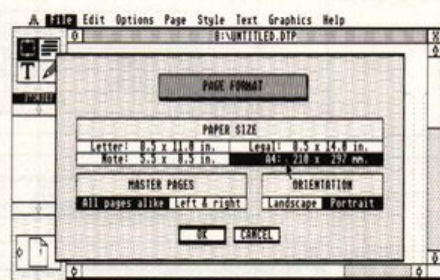 File Edit Options Page Style Text Graphics Help
B:\UNTITLED.DTP
T
PAGE FORMAT
PAPER SIZE
Letter: 8.5 x 11.0 in. Legal: 8.5 x 14.0 in.
Note: 5.5 x 8.5 in. A4: 210 x 297 mm.
MASTER PAGES ORIENTATION
All pages alike Left & right Landscape Portrait
OK CANCEL